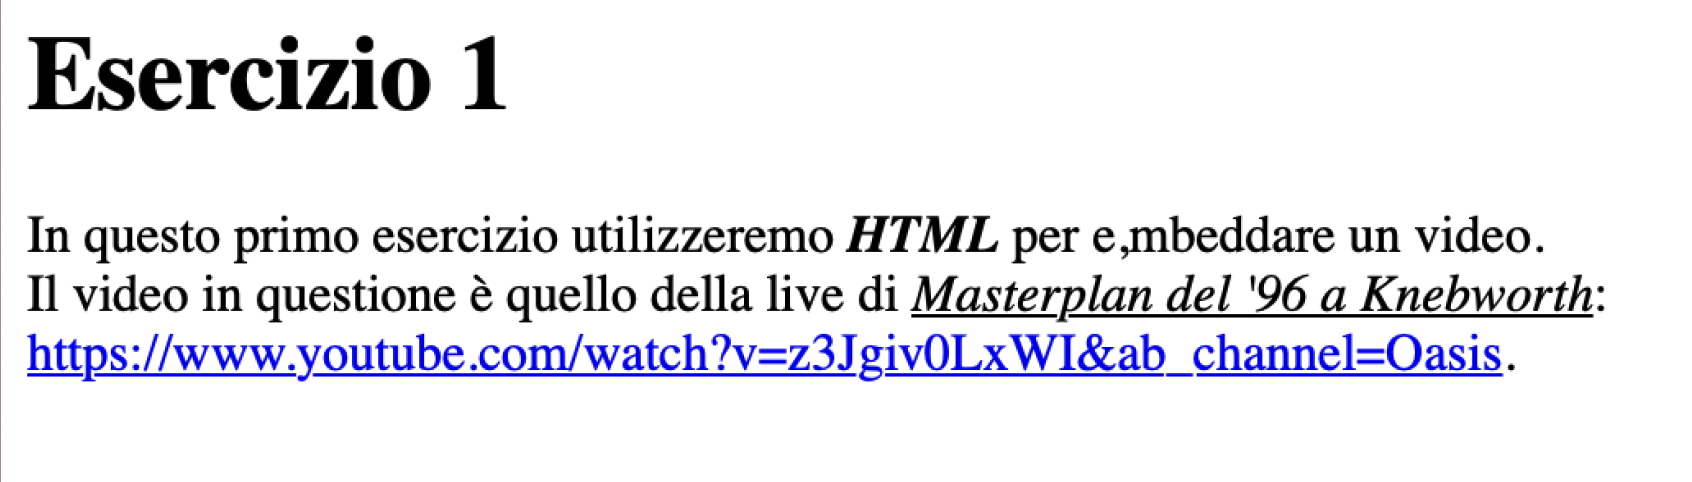 Esercizio 1
In questo primo esercizio utilizzeremo HTML per e,mbeddare un video.
Il video in questione è quello della live di Masterplan del '96 a Knebworth:
https://www.youtube.com/watch?v=z3Jgiv0LxWI&ab_channel=Oasis.